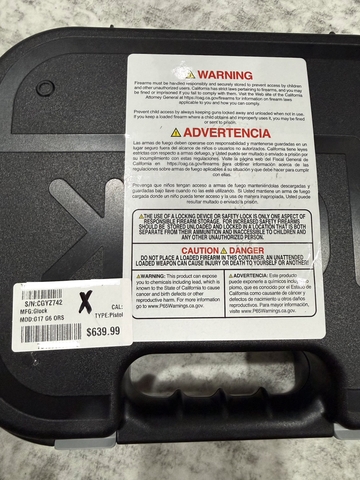 ⚠WARNING
Firearms must be handled responsibly and securely stored to prevent access by children
and other unauthorized users. California has strict laws pertaining to firearms, and you may
be fined or imprisoned if you fail to comply with them. Visit the Web site of the California
Attorney General at https://oag.ca.gov/firearms for information on firearm laws
applicable to you and how you can comply.
Prevent child access by always keeping guns locked away and unloaded when not in use.
If you keep a loaded firearm where a child obtains and improperly uses it, you may be fined
or sent to prison.
⚠ADVERTENCIA
Las armas de fuego deben operarse con responsabilidad y mantenerse guardadas en un
lugar seguro fuera del alcance de niños o usuarios no autorizados. California tiene leyes
estrictas con respecto a armas defuego, y Usted puede ser multado o enviado a prisión por
su incumplimiento con estas regulaciones. Visite la página web del Fiscal General de
California en https://oag.ca.gov/firearms para obtener información acerca de las
regulaciones sobre armas de fuego aplicables á su situación y que debe hacer para cumplir
con ellas.
Prevenga que niños tengan acceso a armas de fuego manteniéndolas descargadas y
guardadas bajo llave cuando no las esté utilizando. Si Usted mantiene un arma de fuego
cargada donde un niño pueda tener acceso y la usa de manera inapropiada, Usted puede
resultar multado o enviado a prisión.
⚠THE USE OF A LOCKING DEVICE OR SAFETY LOCK IS ONLY ONE ASPECT OF
RESPONSIBLE FIREARM STORAGE. FOR INCREASED SAFETY FIREARMS
SHOULD BE STORED UNLOADED AND LOCKED IN A LOCATION THAT IS BOTH
SEPARATE FROM THEIR AMMUNITION AND INACCESSIBLE TO CHILDREN AND
ANY OTHER UNAUTHORIZED PERSON.
CAUTION ⚠ DANGER
DO NOT PLACE A LOADED FIREARM IN THIS CONTAINER, AN UNATTENDED
LOADED WEAPON CAN CAUSE INJURY OR DEATH TO YOURSELF OR ANOTHER!
⚠WARNING: This product can expose
you to chemicals including lead, which is
known to the State of California to cause
cancer and birth defects or other
reproductive harm. For more information
go to www.P65Warnings.ca.gov.
⚠ADVERTENCIA: Este producto
puede exponerte a químicos incluido
plomo, que es conocido por el Estado de
California como causante de cáncer y
defectos de nacimiento u otros daños
reproductivos. Para mayor información,
visite www.P65Warnings.ca.gov.
S/N:CGYZ742
MFG:Glock
MOD:G17 G6 ORS
X
CAL:
TYPE:Pistol
$639.99